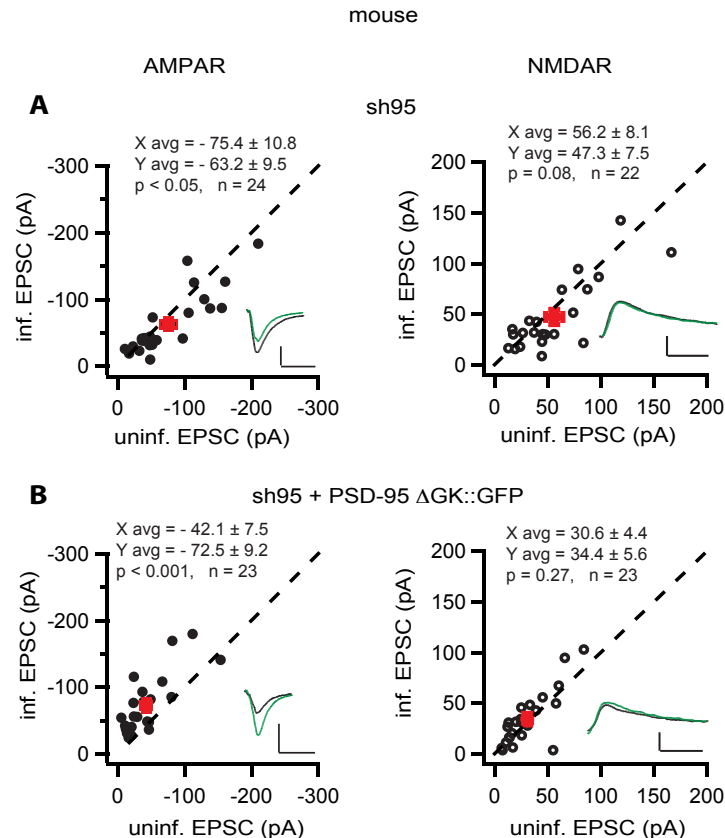 mouse
AMPAR
NMDAR
A
sh95
X avg = - 75.4 ± 10.8
Y avg = - 63.2 ± 9.5
p < 0.05, n = 24
-300
-200
-100
0
inf. EPSC (pA)
0
-100
-200
-300
uninf. EPSC (pA)
X avg = 56.2 ± 8.1
Y avg = 47.3 ± 7.5
p = 0.08, n = 22
200
150
100
50
0
inf. EPSC (pA)
0
50
100
150
200
uninf. EPSC (pA)
B
sh95 + PSD-95 ΔGK::GFP
X avg = - 42.1 ± 7.5
Y avg = - 72.5 ± 9.2
p < 0.001, n = 23
-300
-200
-100
0
inf. EPSC (pA)
0
-100
-200
-300
uninf. EPSC (pA)
X avg = 30.6 ± 4.4
Y avg = 34.4 ± 5.6
p = 0.27, n = 23
200
150
100
50
0
inf. EPSC (pA)
0
50
100
150
200
uninf. EPSC (pA)